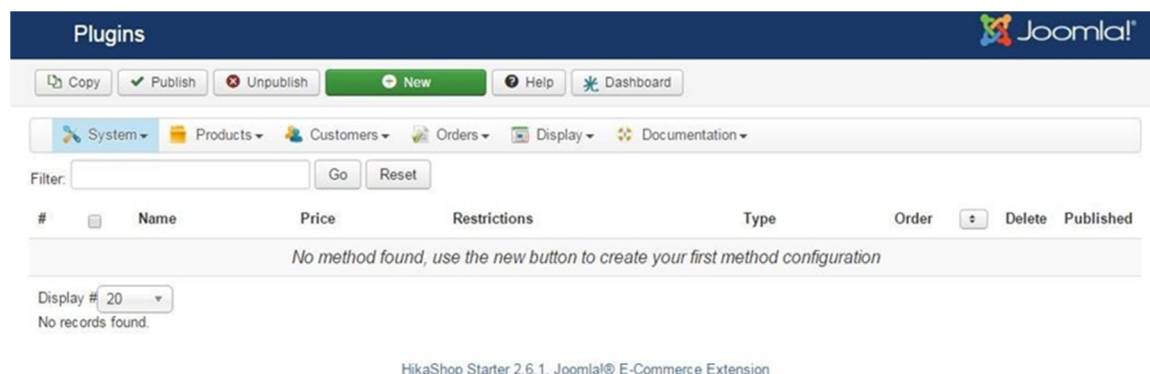 Plugins
Joomla!®
Copy Publish Unpublish New Help Dashboard
System Products Customers Orders Display Documentation
Filter: Go Reset
# Name Price Restrictions Type Order Delete Published
No method found, use the new button to create your first method configuration
Display # 20
No records found.
HikaShop Starter 2.6.1, Joomla!® E-Commerce Extension